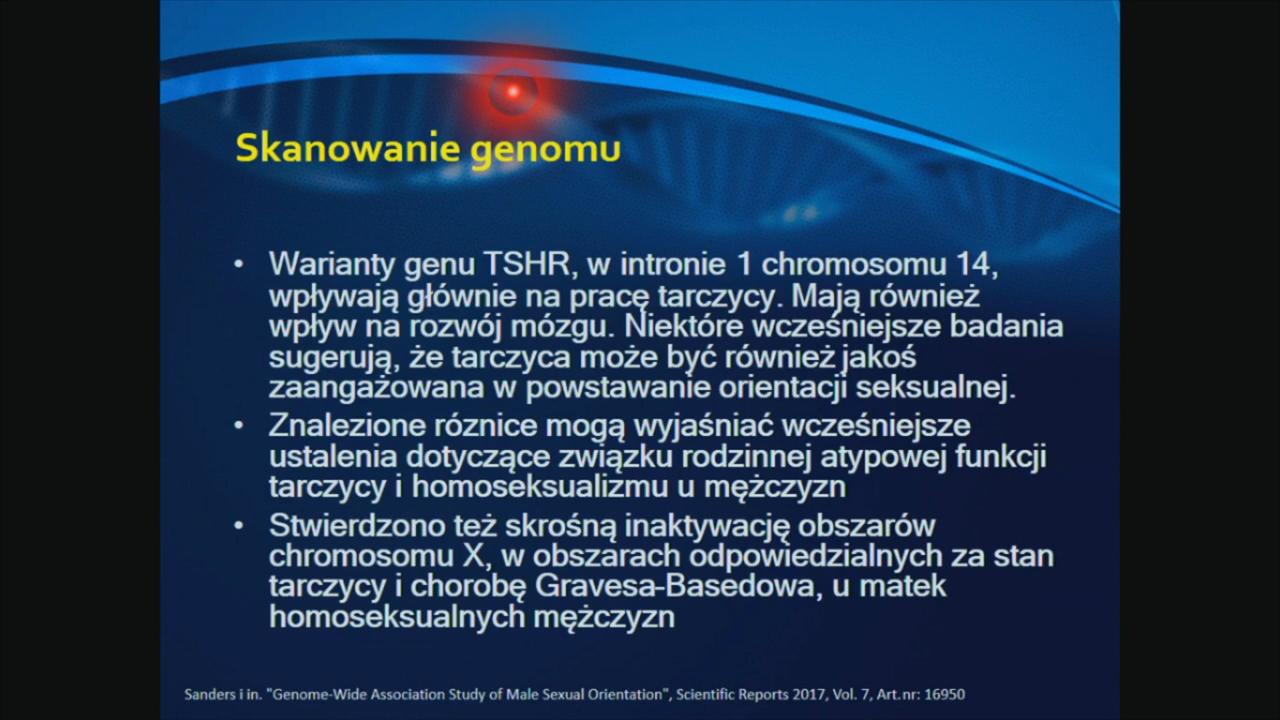 Skanowanie genomu
• Warianty genu TSHR, w intronie 1 chromosomu 14,
wpływają głównie na pracę tarczycy. Mają również
wpływ na rozwój mózgu. Niektóre wcześniejsze badania
sugerują, że tarczyca może być również jakoś
zaangażowana w powstawanie orientacji seksualnej.
• Znalezione róznice mogą wyjaśniać wcześniejsze
ustalenia dotyczące związku rodzinnej atypowej funkcji
tarczycy i homoseksualizmu u mężczyzn
• Stwierdzono też skrośną inaktywację obszarów
chromosomu X, w obszarach odpowiedzialnych za stan
tarczycy i chorobę Gravesa-Basedowa, u matek
homoseksualnych mężczyzn
Sanders i in. "Genome-Wide Association Study of Male Sexual Orientation", Scientific Reports 2017, Vol. 7, Art. nr: 16950